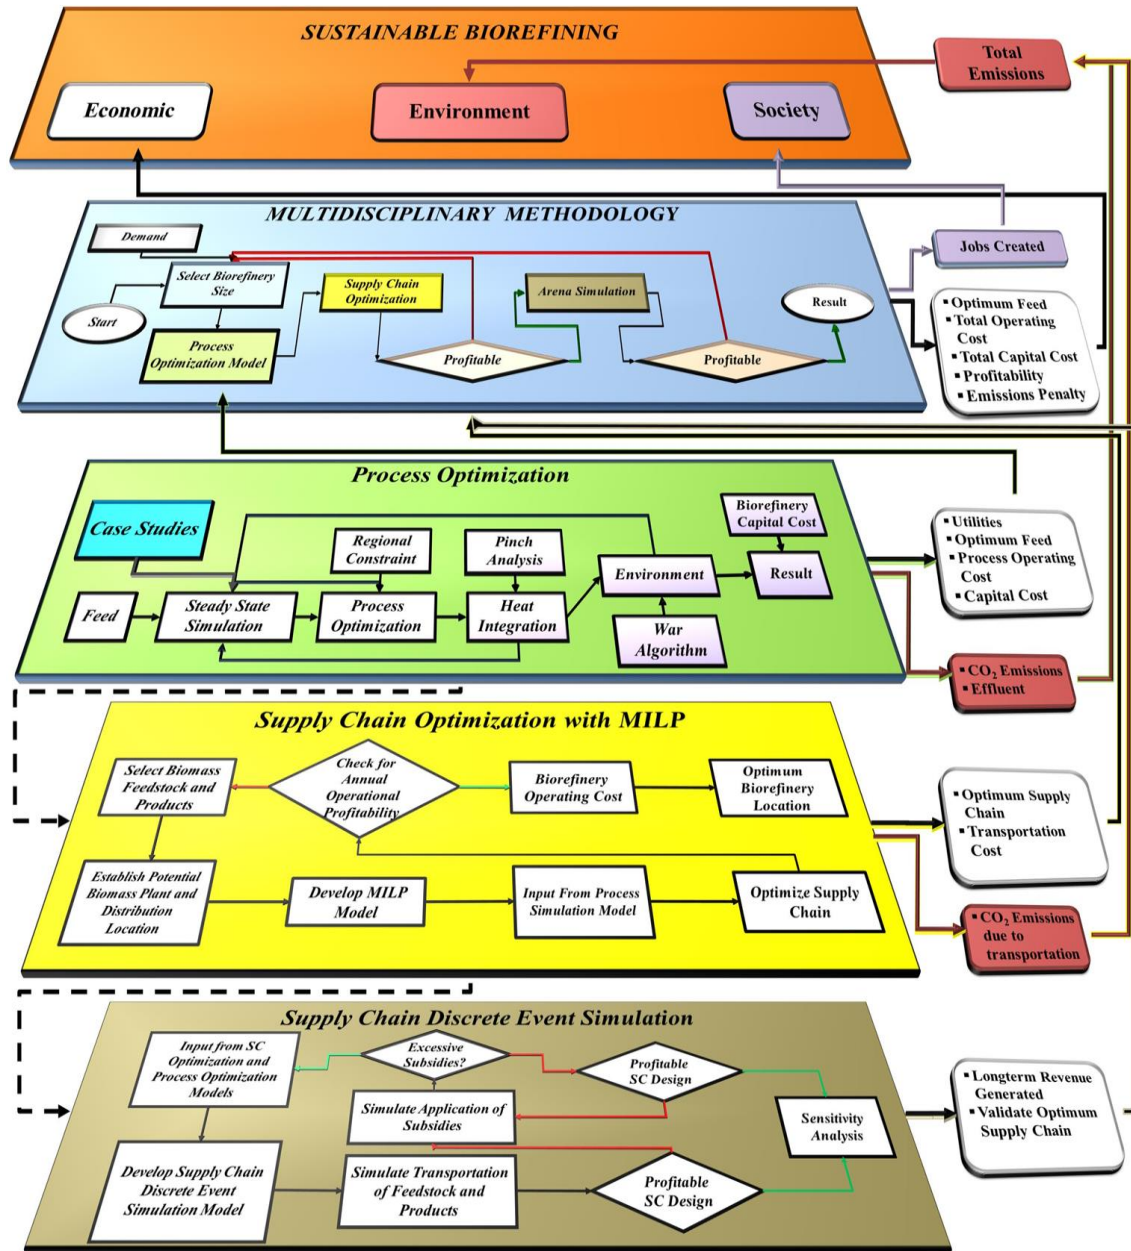 SUSTAINABLE BIOREFINING
Total
Emissions
Economic
Environment
Society
MULTIDISCIPLINARY METHODOLOGY
Demand
Select Biorefinery
Size
Supply Chain
Optimization
Arena Simulation
Result
Start
Process
Optimization Model
Profitable
Profitable
Jobs Created
▪ Optimum Feed
▪ Total Operating
Cost
▪ Total Capital Cost
▪ Profitability
▪ Emissions Penalty
Process Optimization
Case Studies
Regional
Constraint
Pinch
Analysis
Biorefinery
Capital Cost
Environment
Result
Feed
Steady State
Simulation
Process
Optimization
Heat
Integration
War
Algorithm
▪ Utilities
▪ Optimum Feed
▪ Process Operating
Cost
▪ Capital Cost
▪ CO₂ Emissions
▪ Effluent
Supply Chain Optimization with MILP
Select Biomass
Feedstock and
Products
Check for
Annual
Operational
Profitability
Biorefinery
Operating Cost
Optimum
Biorefinery
Location
Establish Potential
Biomass Plant and
Distribution
Location
Develop MILP
Model
Input From Process
Simulation Model
Optimize Supply
Chain
▪ Optimum Supply
Chain
▪ Transportation
Cost
▪ CO₂ Emissions
due to
transportation
Supply Chain Discrete Event Simulation
Input from SC
Optimization and
Process Optimization
Models
Excessive
Subsidies?
Profitable
SC Design
Simulate Application of
Subsidies
Sensitivity
Analysis
Develop Supply Chain
Discrete Event
Simulation Model
Simulate Transportation
of Feedstock and
Products
Profitable
SC Design
▪ Longterm Revenue
Generated
▪ Validate Optimum
Supply Chain